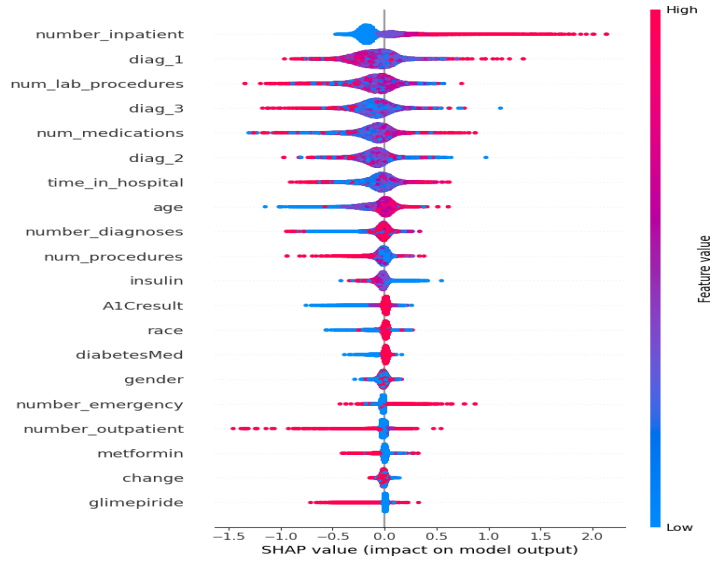 High
number_inpatient
diag_1
num_lab_procedures
diag_3
num_medications
diag_2
time_in_hospital
age
number_diagnoses
num_procedures
insulin
A1Cresult
race
diabetesMed
gender
number_emergency
number_outpatient
metformin
change
glimepiride
Feature value
Low
−1.5 −1.0 −0.5 0.0 0.5 1.0 1.5 2.0
SHAP value (impact on model output)